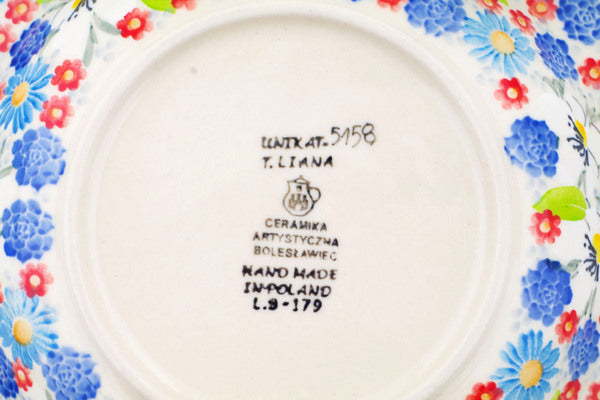 UNIKAT-5158
T. LIANA
CERAMIKA
ARTYSTYCZNA
BOLESŁAWIEC
HAND MADE
IN POLAND
L.S-179